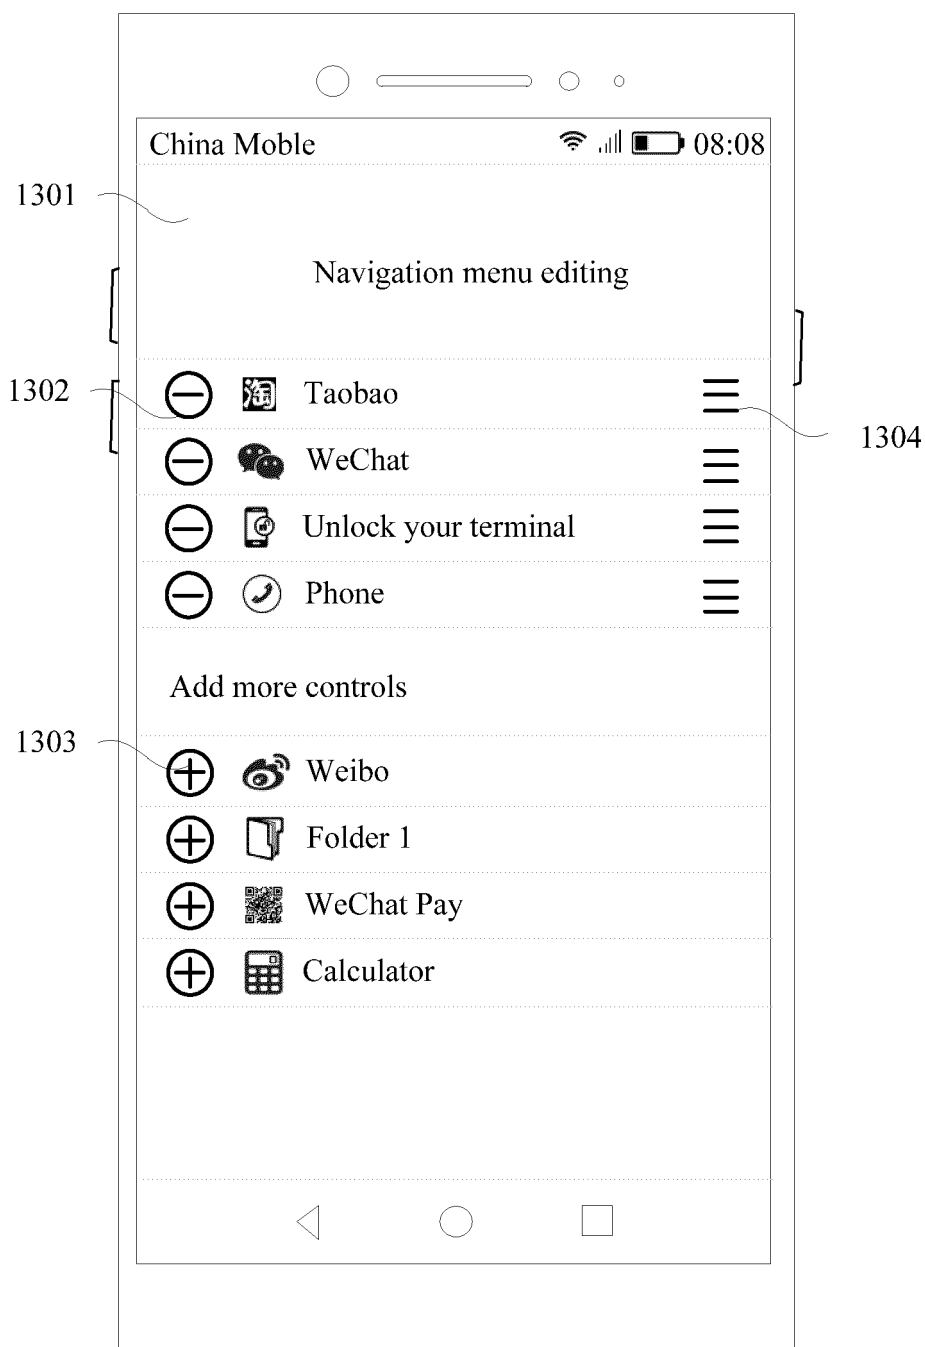 China Moble 08:08
1301
Navigation menu editing
1302
淘 Taobao
1304
WeChat
Unlock your terminal
Phone
Add more controls
1303
Weibo
Folder 1
WeChat Pay
Calculator